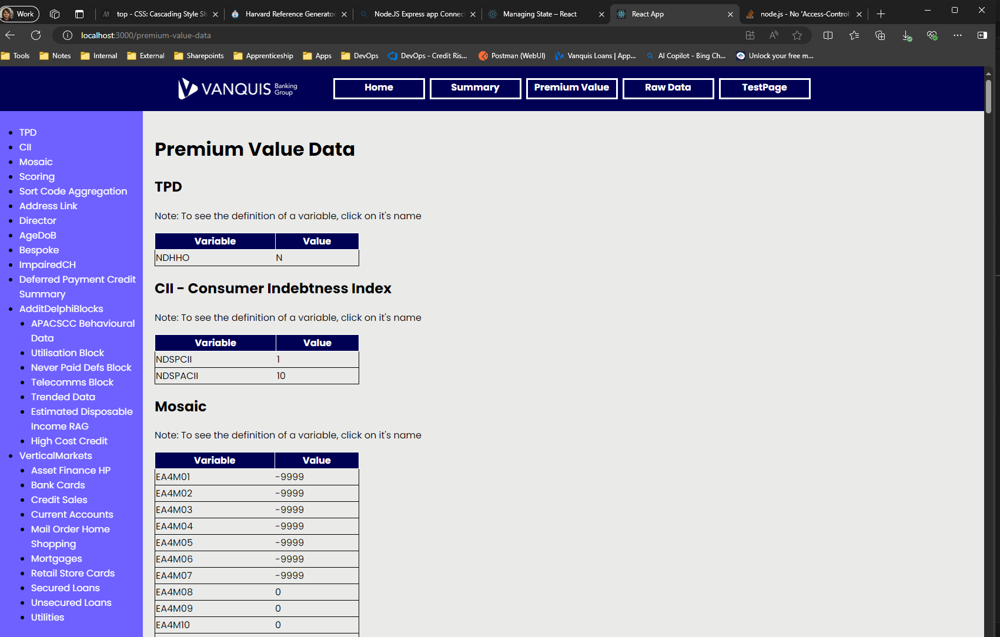 Work
top - CSS: Cascading Style Sh
Harvard Reference Generator
NodeJS Express app Connec
Managing State – React
React App
node.js - No 'Access-Control-
localhost:3000/premium-value-data
Tools
Notes
Internal
External
Sharepoints
Apprenticeship
Apps
DevOps
DevOps - Credit Ris...
Postman (WebUI)
Vanquis Loans | App...
AI Copilot - Bing Ch...
Unlock your free m...
VANQUIS Banking Group
Home
Summary
Premium Value
Raw Data
TestPage
TPD
CII
Mosaic
Scoring
Sort Code Aggregation
Address Link
Director
AgeDoB
Bespoke
ImpairedCH
Deferred Payment Credit
Summary
AdditDelphiBlocks
APACSCC Behavioural
Data
Utilisation Block
Never Paid Defs Block
Telecomms Block
Trended Data
Estimated Disposable
Income RAG
High Cost Credit
VerticalMarkets
Asset Finance HP
Bank Cards
Credit Sales
Current Accounts
Mail Order Home
Shopping
Mortgages
Retail Store Cards
Secured Loans
Unsecured Loans
Utilities
Premium Value Data
TPD
Note: To see the definition of a variable, click on it's name
Variable Value
NDHHO N
CII - Consumer Indebtness Index
Note: To see the definition of a variable, click on it's name
Variable Value
NDSPCII 1
NDSPACII 10
Mosaic
Note: To see the definition of a variable, click on it's name
Variable Value
EA4M01 -9999
EA4M02 -9999
EA4M03 -9999
EA4M04 -9999
EA4M05 -9999
EA4M06 -9999
EA4M07 -9999
EA4M08 0
EA4M09 0
EA4M10 0